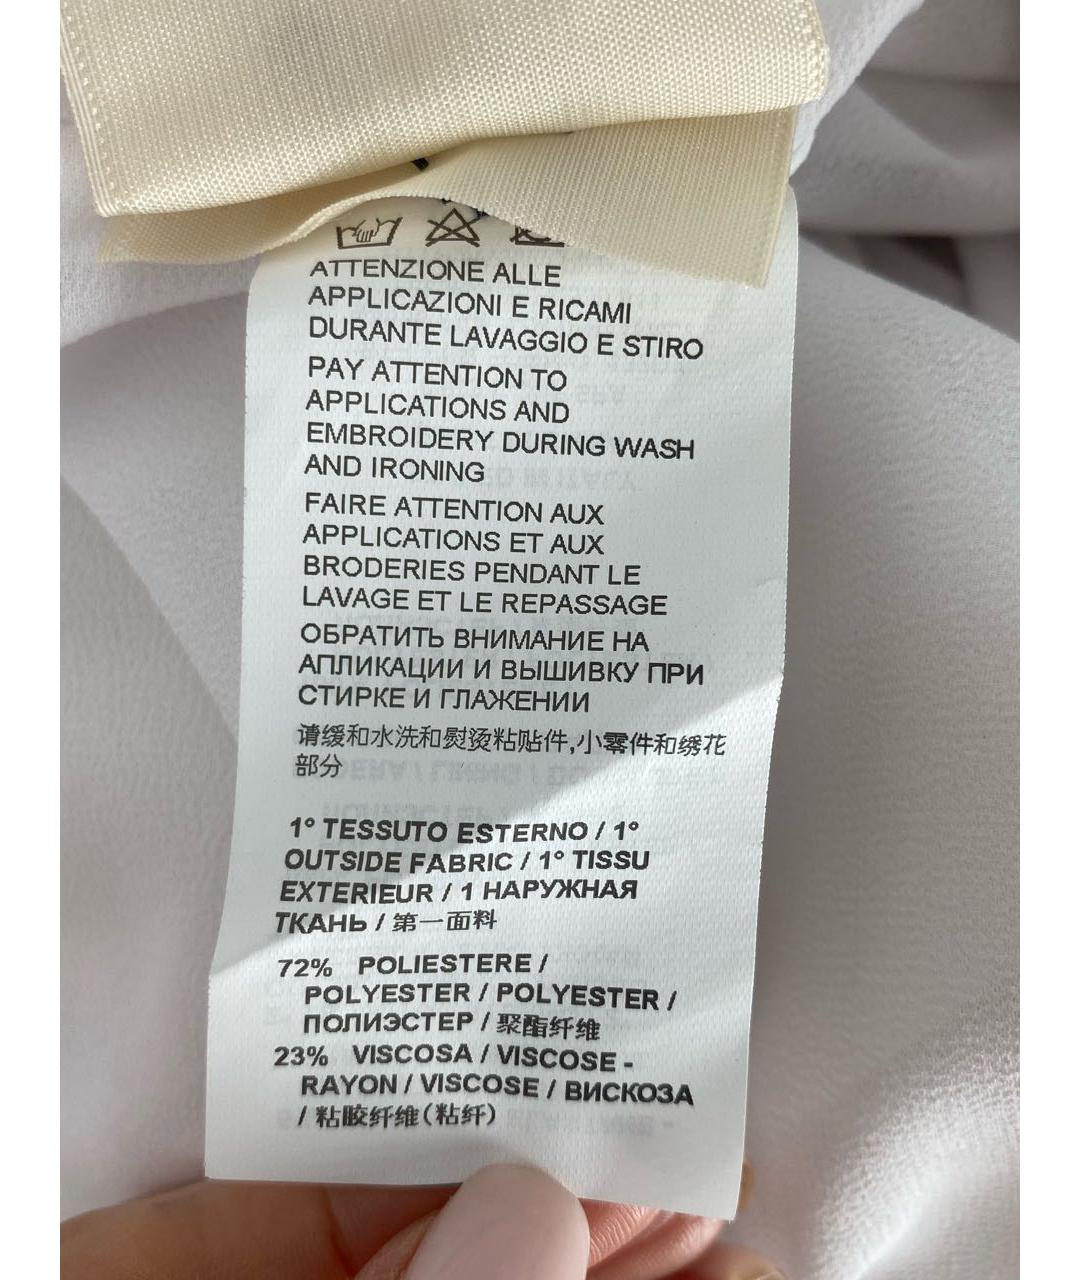 ATTENZIONE ALLE
APPLICAZIONI E RICAMI
DURANTE LAVAGGIO E STIRO
PAY ATTENTION TO
APPLICATIONS AND
EMBROIDERY DURING WASH
AND IRONING
FAIRE ATTENTION AUX
APPLICATIONS ET AUX
BRODERIES PENDANT LE
LAVAGE ET LE REPASSAGE
ОБРАТИТЬ ВНИМАНИЕ НА
АПЛИКАЦИИ И ВЫШИВКУ ПРИ
СТИРКЕ И ГЛАЖЕНИИ
请缓和水洗和熨烫粘贴件,小零件和绣花
部分
1° TESSUTO ESTERNO / 1°
OUTSIDE FABRIC / 1° TISSU
EXTERIEUR / 1 НАРУЖНАЯ
ТКАНЬ / 第一面料
72% POLIESTERE /
POLYESTER / POLYESTER /
ПОЛИЭСТЕР / 聚酯纤维
23% VISCOSA / VISCOSE -
RAYON / VISCOSE / ВИСКОЗА
/ 粘胶纤维(粘纤)